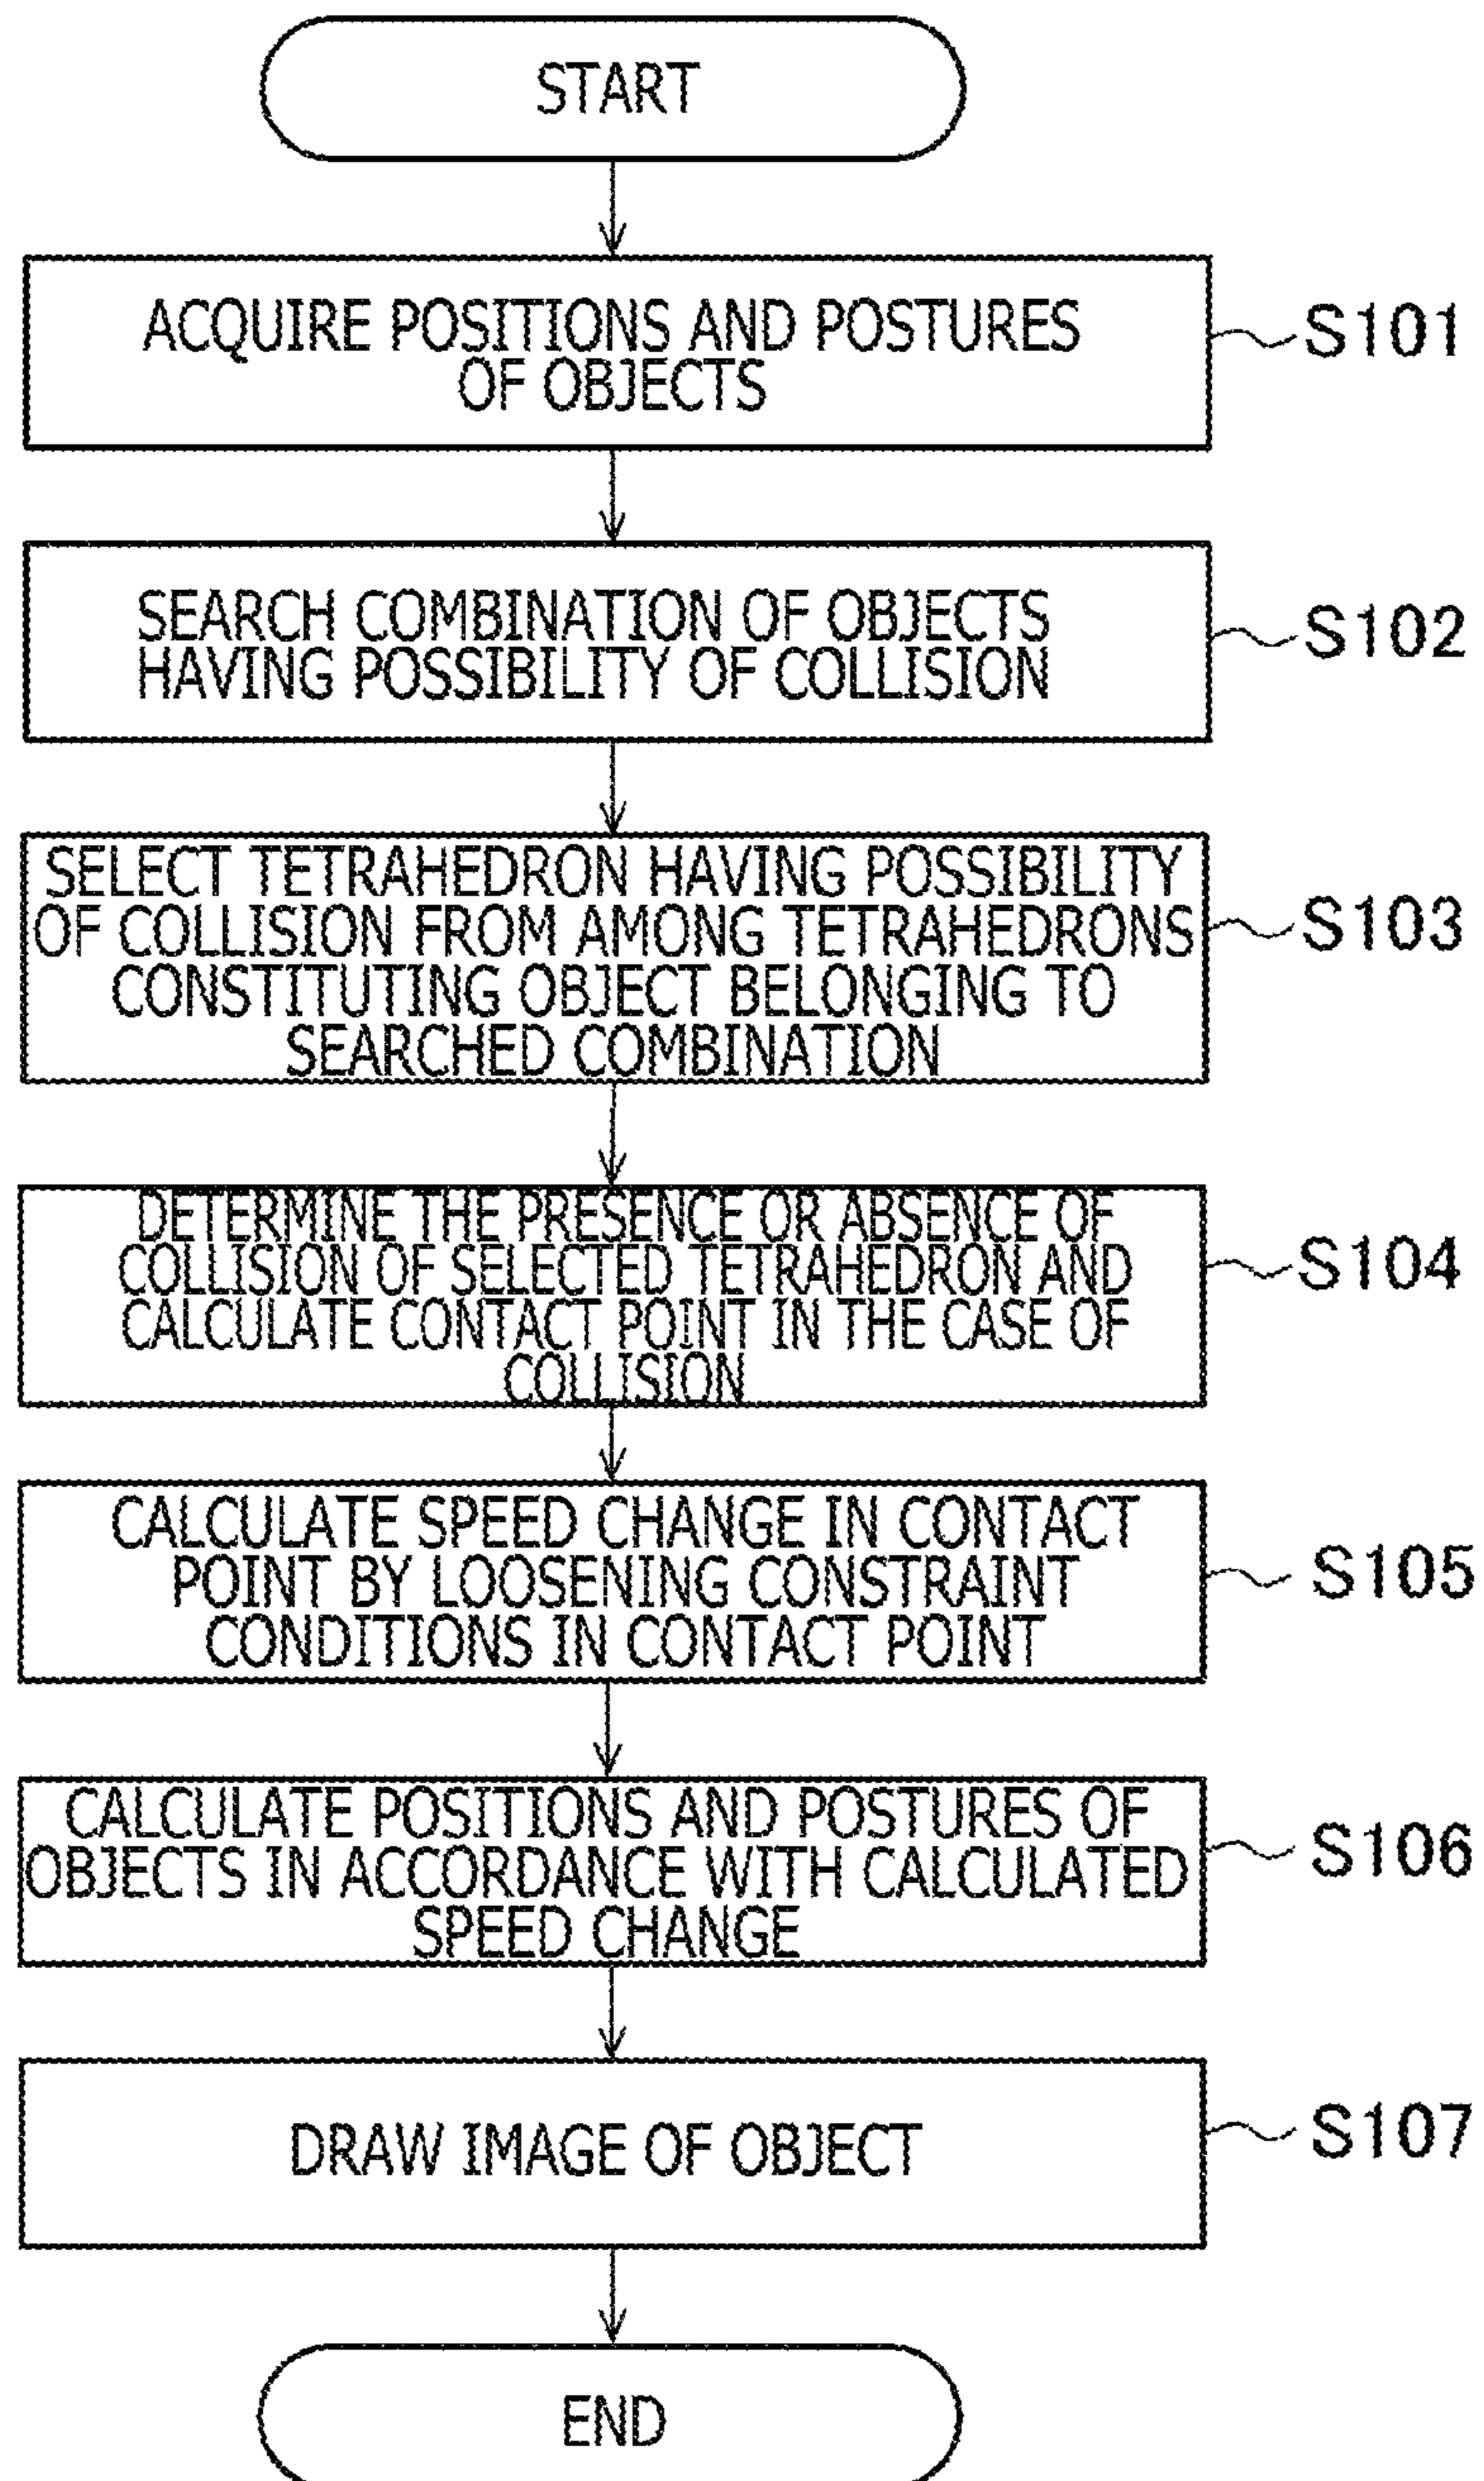 START
ACQUIRE POSITIONS AND POSTURES
OF OBJECTS
S101
SEARCH COMBINATION OF OBJECTS
HAVING POSSIBILITY OF COLLISION
S102
SELECT TETRAHEDRON HAVING POSSIBILITY
OF COLLISION FROM AMONG TETRAHEDRONS
CONSTITUTING OBJECT BELONGING TO
SEARCHED COMBINATION
S103
DETERMINE THE PRESENCE OR ABSENCE OF
COLLISION OF SELECTED TETRAHEDRON AND
CALCULATE CONTACT POINT IN THE CASE OF
COLLISION
S104
CALCULATE SPEED CHANGE IN CONTACT
POINT BY LOOSENING CONSTRAINT
CONDITIONS IN CONTACT POINT
S105
CALCULATE POSITIONS AND POSTURES OF
OBJECTS IN ACCORDANCE WITH CALCULATED
SPEED CHANGE
S106
DRAW IMAGE OF OBJECT
S107
END